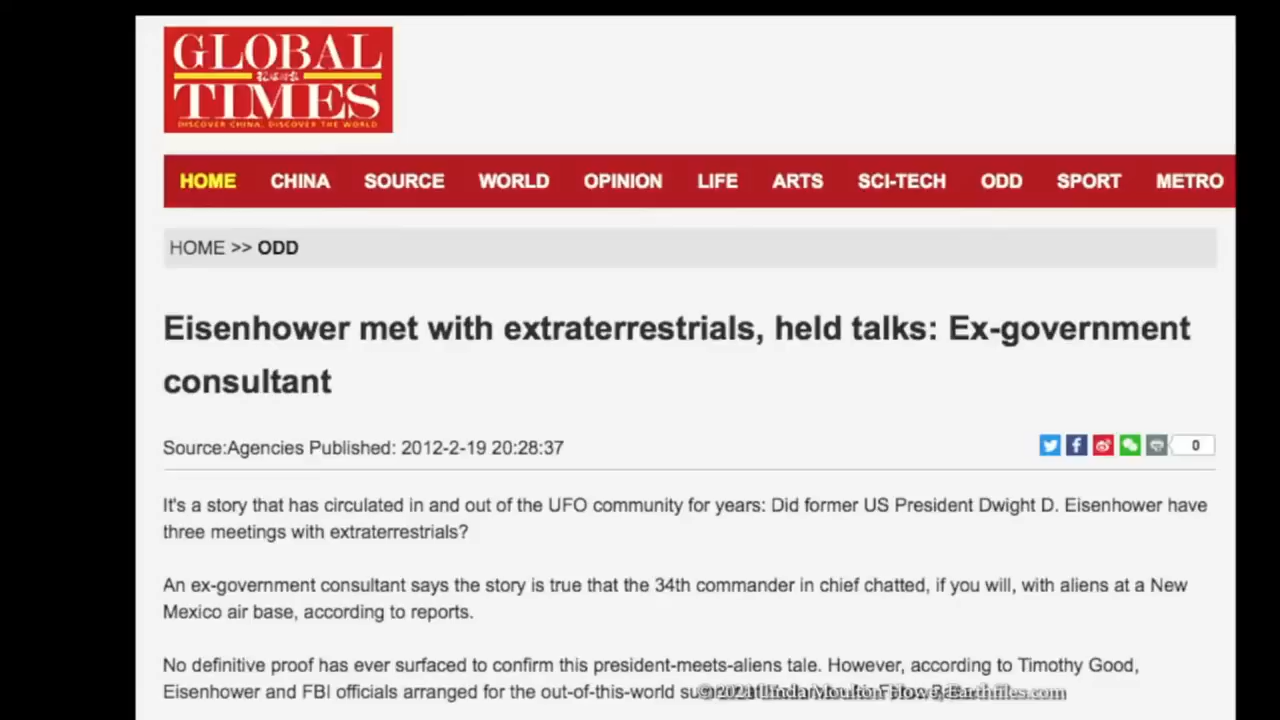 GLOBAL
TIMES
DISCOVER CHINA, DISCOVER THE WORLD
HOME CHINA SOURCE WORLD OPINION LIFE ARTS SCI-TECH ODD SPORT METRO
HOME >> ODD
Eisenhower met with extraterrestrials, held talks: Ex-government
consultant
Source:Agencies Published: 2012-2-19 20:28:37
0
It's a story that has circulated in and out of the UFO community for years: Did former US President Dwight D. Eisenhower have
three meetings with extraterrestrials?
An ex-government consultant says the story is true that the 34th commander in chief chatted, if you will, with aliens at a New
Mexico air base, according to reports.
No definitive proof has ever surfaced to confirm this president-meets-aliens tale. However, according to Timothy Good,
Eisenhower and FBI officials arranged for the out-of-this-world